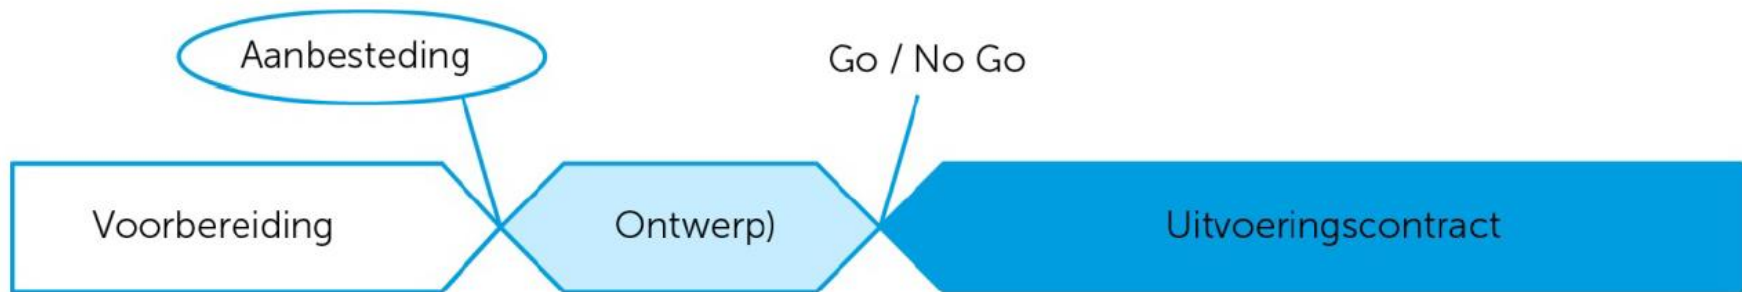 Aanbesteding
Go / No Go
Voorbereiding
Ontwerp)
Uitvoeringscontract